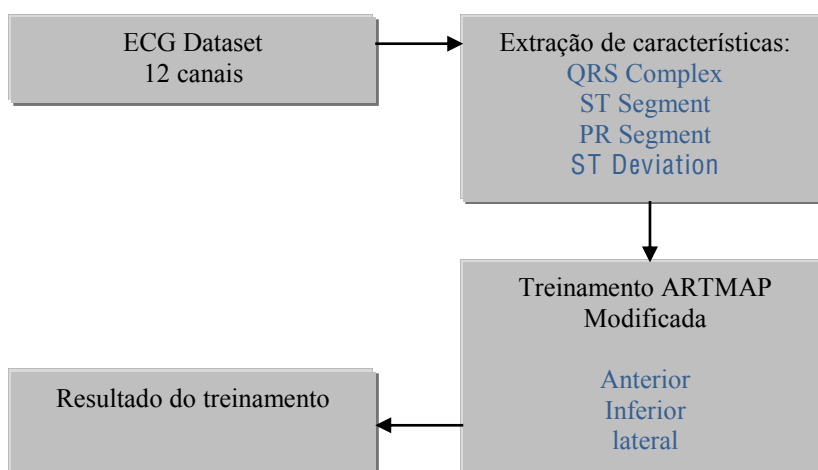 ECG Dataset
12 canais
Extração de características:
QRS Complex
ST Segment
PR Segment
ST Deviation
Treinamento ARTMAP
Modificada
Anterior
Inferior
lateral
Resultado do treinamento